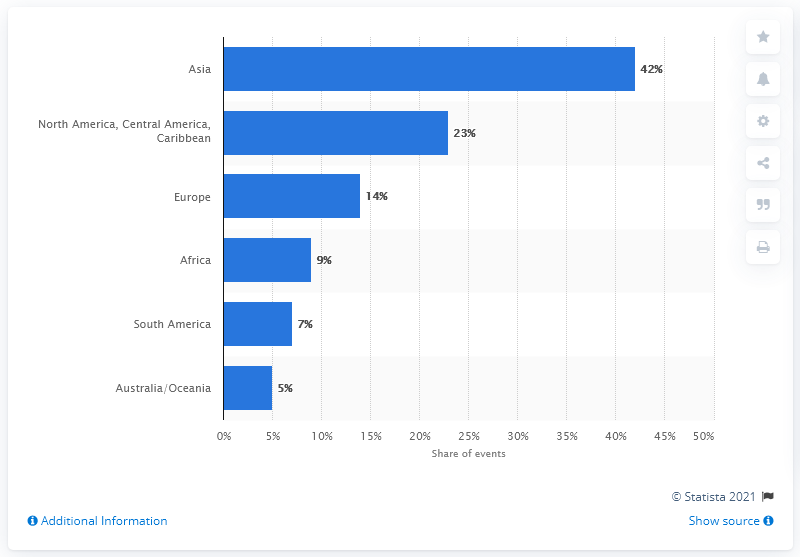 Asia
42%
North America, Central America,
Caribbean
23%
Europe
14%
Africa
9%
South America
7%
Australia/Oceania
5%
0% 5% 10% 15% 20% 25% 30% 35% 40% 45% 50%
Share of events
© Statista 2021
Additional Information
Show source